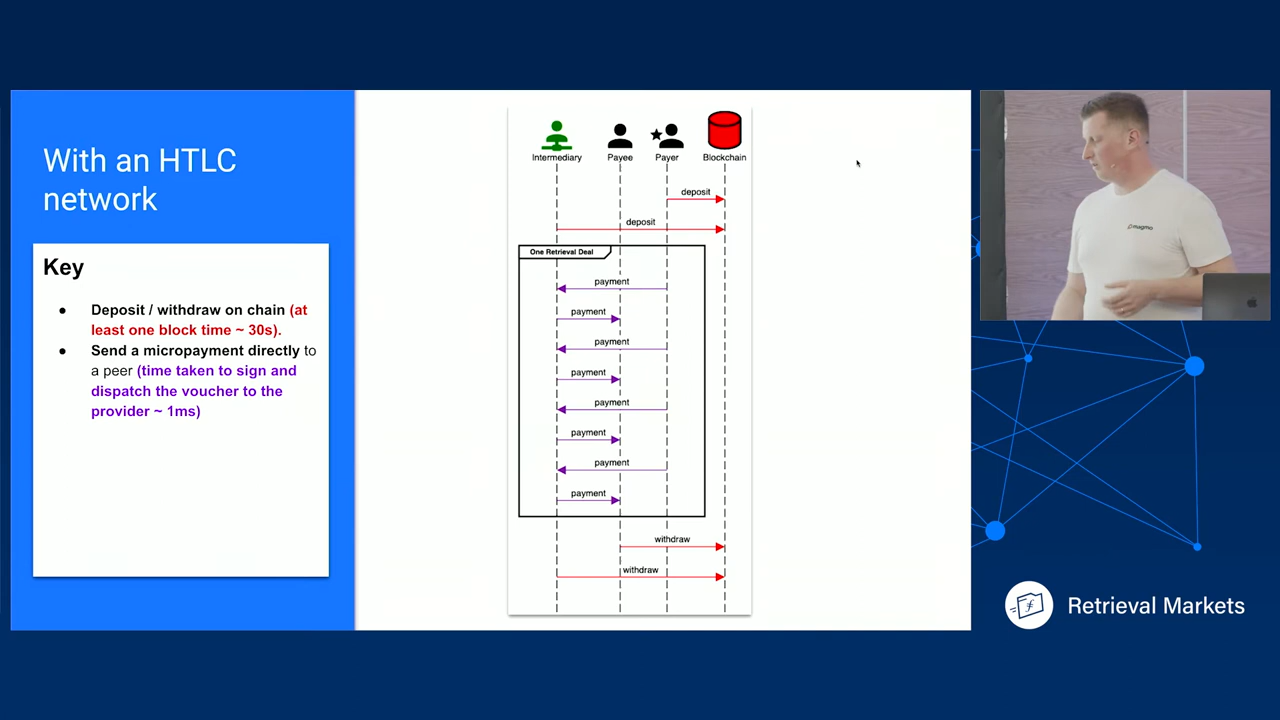 With an HTLC
network
Key
● Deposit / withdraw on chain (at
least one block time ~ 30s).
● Send a micropayment directly to
a peer (time taken to sign and
dispatch the voucher to the
provider ~ 1ms)
Intermediary Payee Payer Blockchain
deposit
deposit
One Retrieval Deal
payment
payment
payment
payment
payment
payment
payment
payment
withdraw
withdraw
magmo
Retrieval Markets